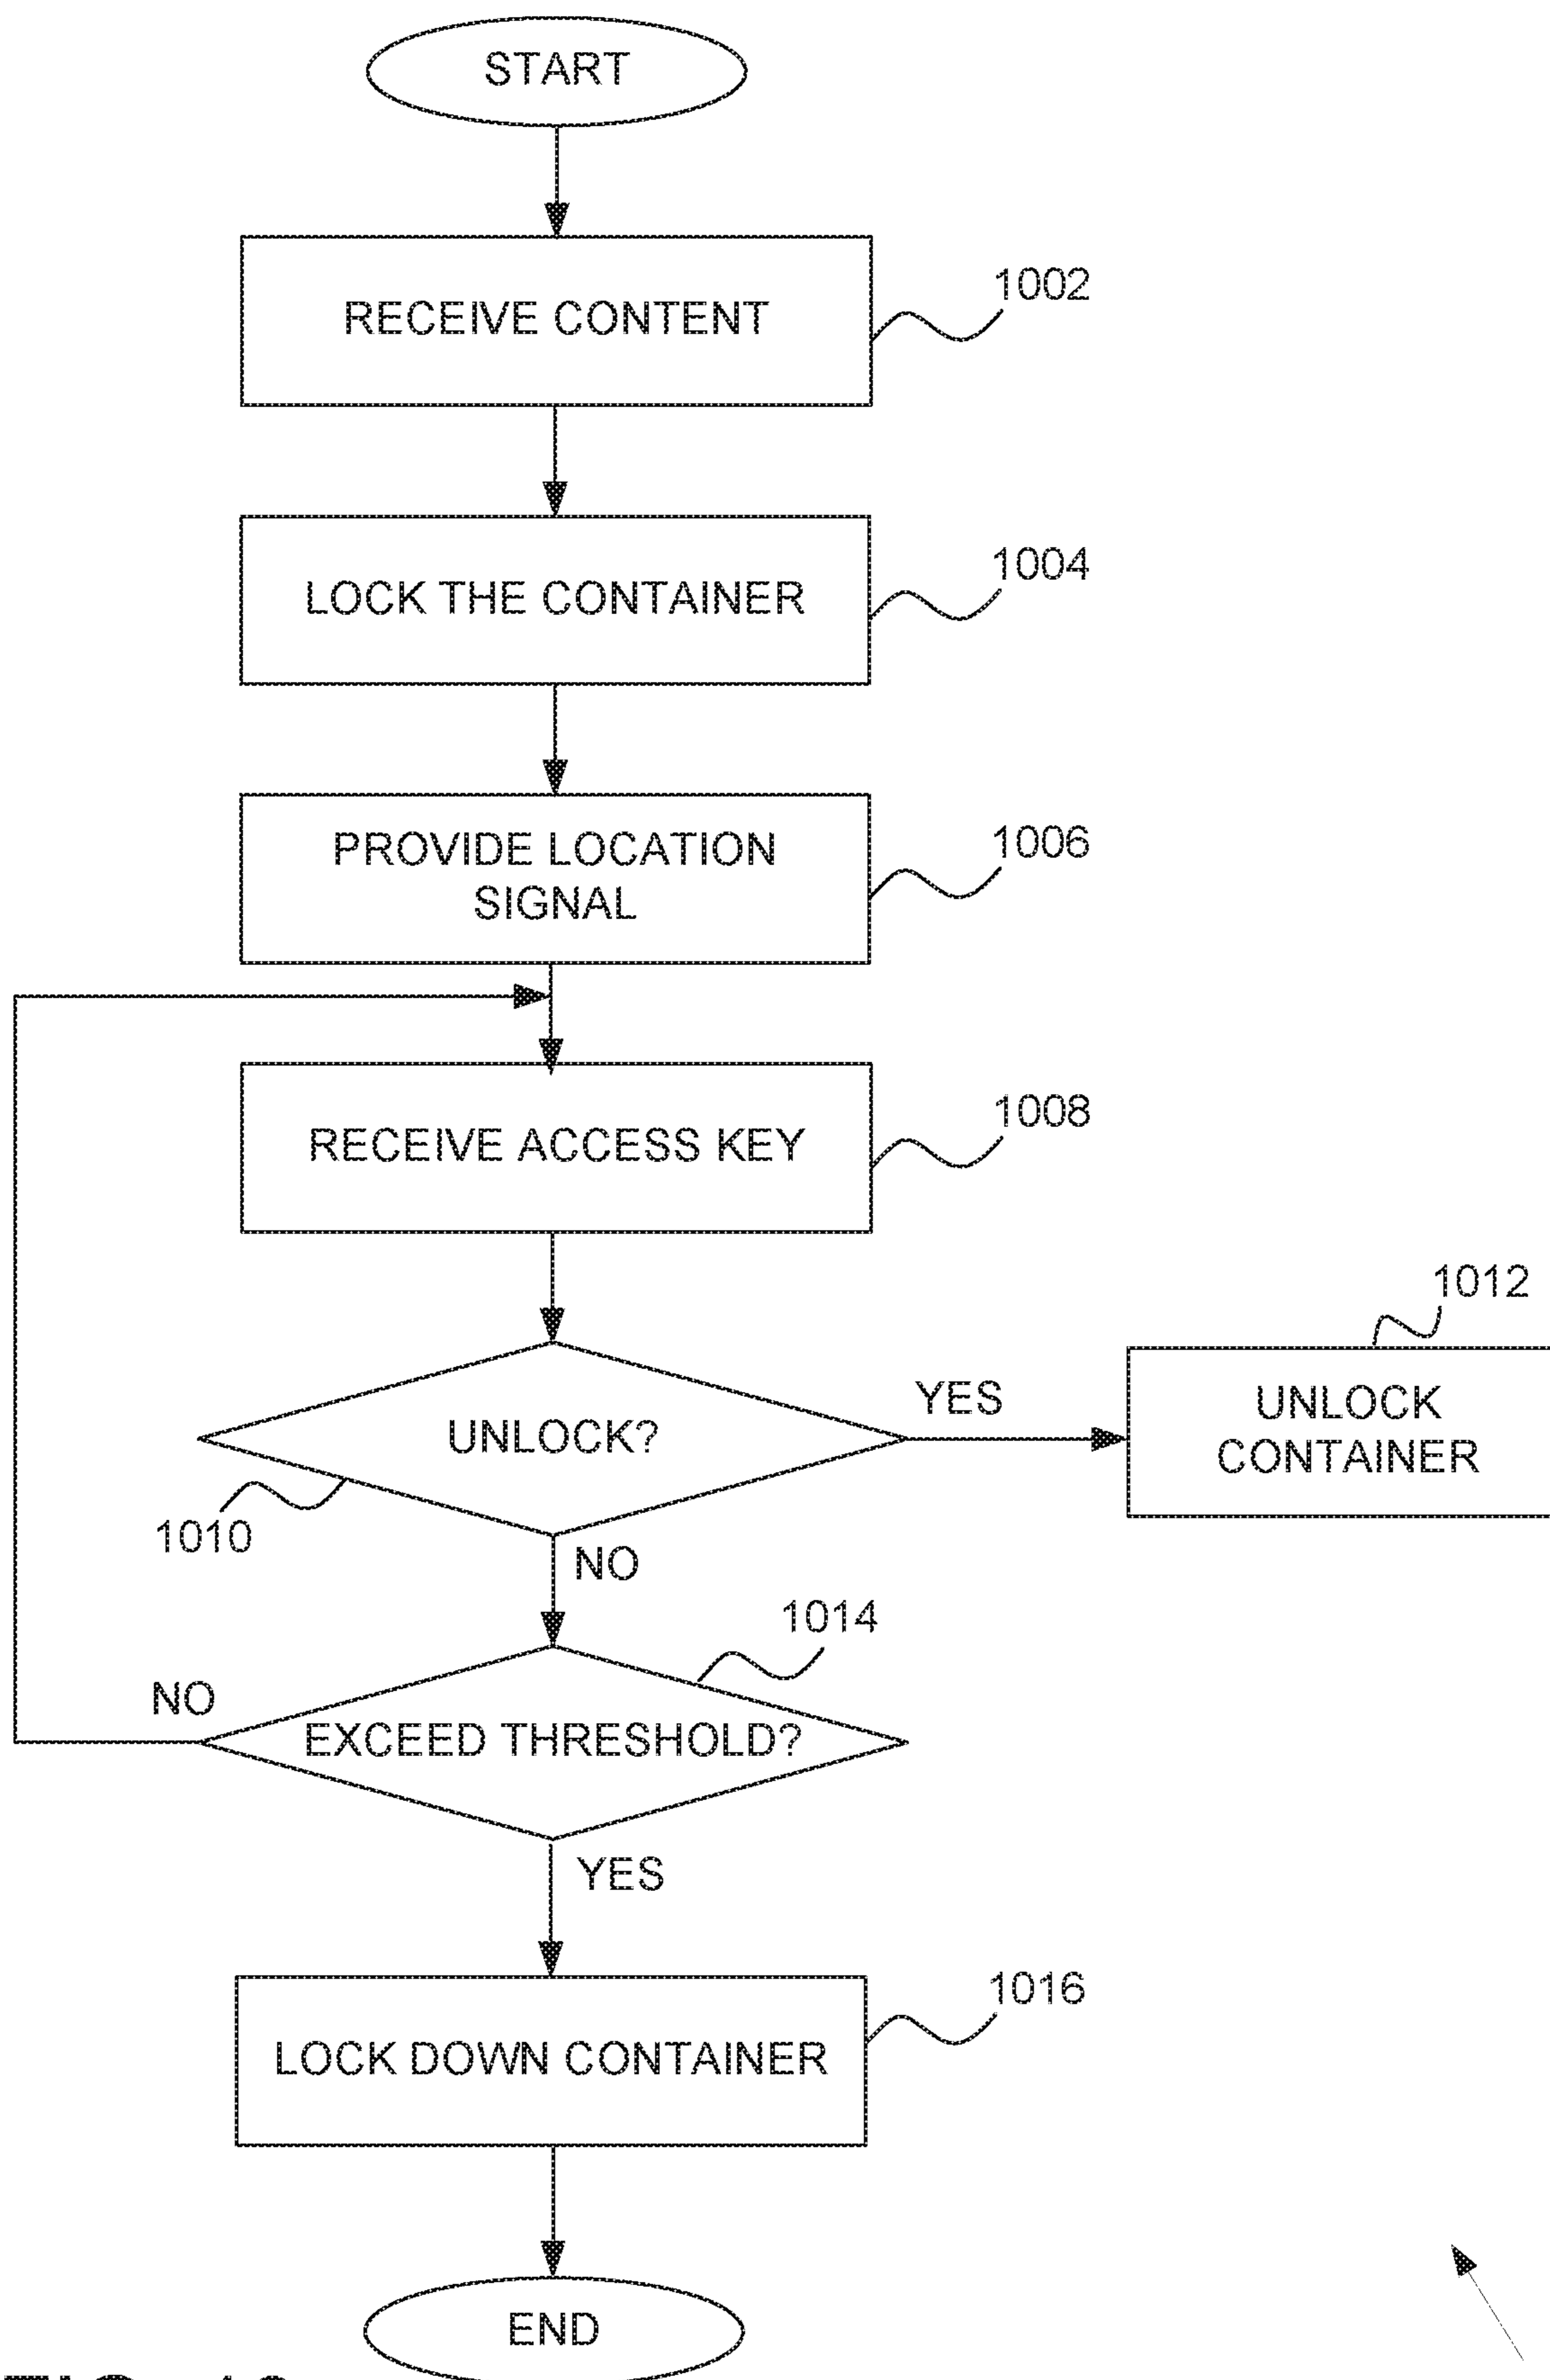 START
RECEIVE CONTENT
1002
LOCK THE CONTAINER
1004
PROVIDE LOCATION
SIGNAL
1006
RECEIVE ACCESS KEY
1008
1012
UNLOCK?
YES
UNLOCK
CONTAINER
1010
NO
1014
NO
EXCEED THRESHOLD?
YES
1016
LOCK DOWN CONTAINER
END